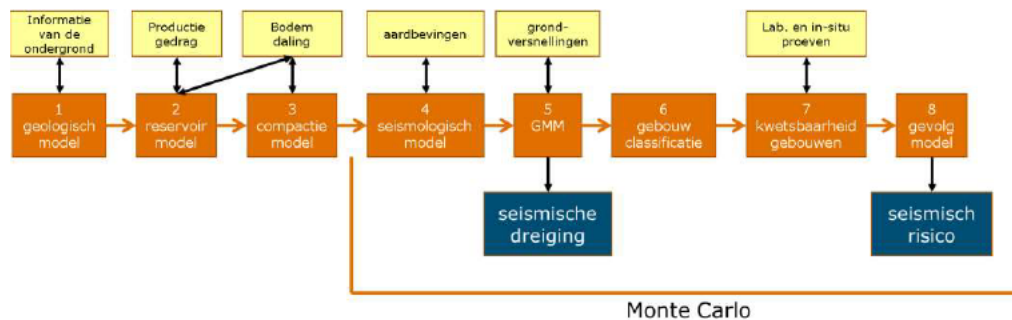 Informatie
van de
ondergrond
Productie
gedrag
Bodem
daling
aardbevingen
grond-
versnellingen
Lab. en in-situ
proeven
1
geologisch
model
2
reservoir
model
3
compactie
model
4
seismologisch
model
5
GMM
6
gebouw
classificatie
7
kwetsbaarheid
gebouwen
8
gevolg
model
seismische
dreiging
seismisch
risico
Monte Carlo